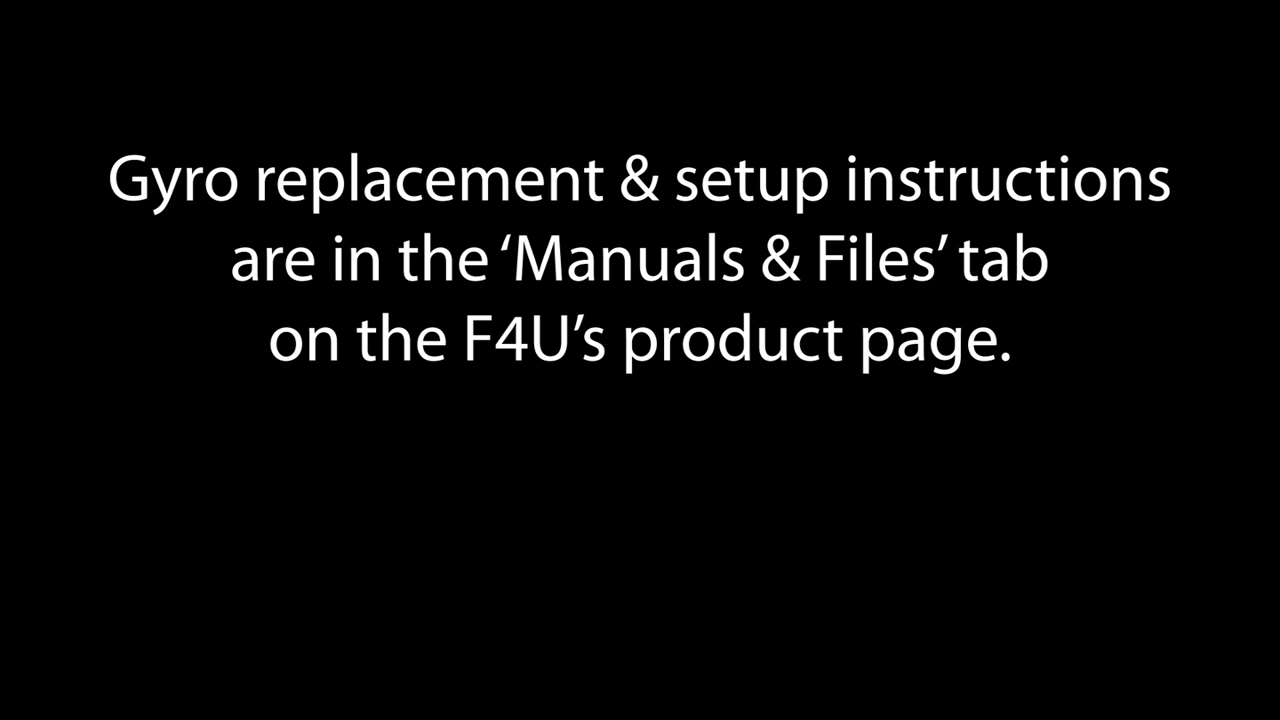 Gyro replacement & setup instructions
are in the ‘Manuals & Files’ tab
on the F4U’s product page.